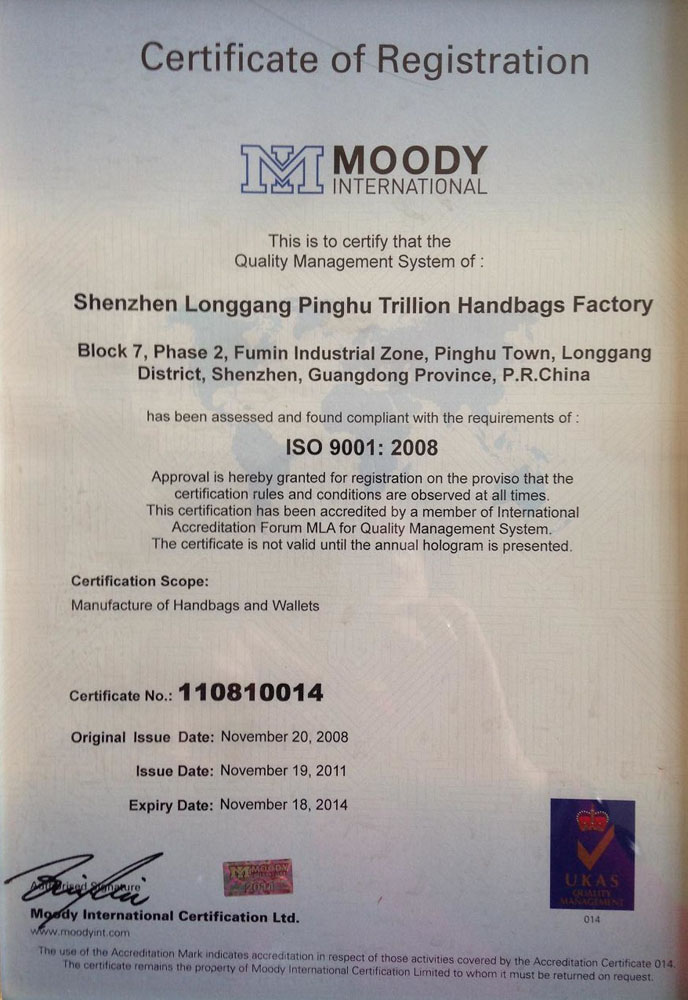 Certificate of Registration
MOODY
INTERNATIONAL
This is to certify that the
Quality Management System of :
Shenzhen Longgang Pinghu Trillion Handbags Factory
Block 7, Phase 2, Fumin Industrial Zone, Pinghu Town, Longgang
District, Shenzhen, Guangdong Province, P.R.China
has been assessed and found compliant with the requirements of :
ISO 9001: 2008
Approval is hereby granted for registration on the proviso that the
certification rules and conditions are observed at all times.
This certification has been accredited by a member of International
Accreditation Forum MLA for Quality Management System.
The certificate is not valid until the annual hologram is presented.
Certification Scope:
Manufacture of Handbags and Wallets
Certificate No.: 110810014
Original Issue Date: November 20, 2008
Issue Date: November 19, 2011
Expiry Date: November 18, 2014
Authorised Signature
MOODY
UKAS
QUALITY
MANAGEMENT
014
Moody International Certification Ltd.
www.moodyint.com
The use of the Accreditation Mark indicates accreditation in respect of those activities covered by the Accreditation Certificate 014.
The certificate remains the property of Moody International Certification Limited to whom it must be returned on request.